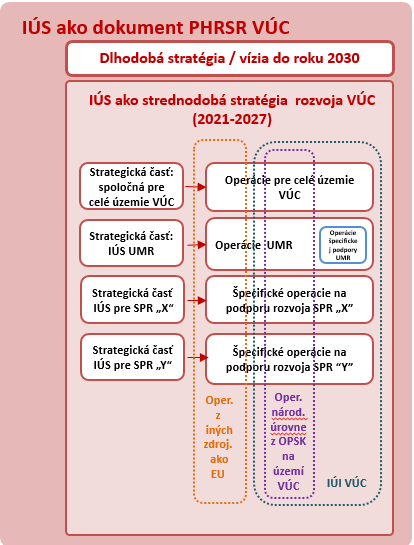 IÚS ako dokument PHRSR VÚC
Dlhodobá stratégia / vízia do roku 2030
IÚS ako strednodobá stratégia rozvoja VÚC
(2021-2027)
Strategická časť:
spoločná pre
celé územie VÚC
Operácie pre celé územie
VÚC
Strategická časť:
IÚS UMR
Operácie UMR
Operácie
špecificke
j podpory
UMR
Strategická časť
IÚS pre SPR „X“
Špecifické operácie na
podporu rozvoja SPR „X“
Strategická časť
IÚS pre SPR „Y“
Špecifické operácie na
podporu rozvoja SPR “Y”
Oper.
z
iných
zdroj.
ako
EU
Oper.
národ.
úrovne
z OPSK
na
území
VÚC
IÚI VÚC